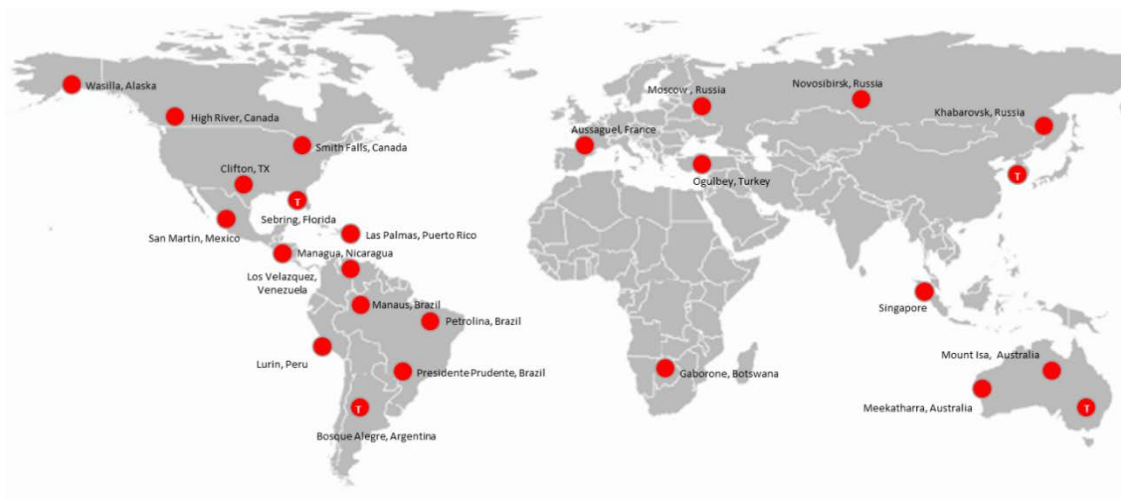 Wasilla, Alaska
High River, Canada
Smith Falls, Canada
Clifton, TX
T
Sebring, Florida
San Martin, Mexico
Las Palmas, Puerto Rico
Managua, Nicaragua
Los Velazquez,
Venezuela
Manaus, Brazil
Petrolina, Brazil
Lurin, Peru
Presidente Prudente, Brazil
T
Bosque Alegre, Argentina
Moscow , Russia
Novosibirsk, Russia
Khabarovsk, Russia
Aussaguel, France
Ogulbey, Turkey
T
Singapore
Gaborone, Botswana
Mount Isa, Australia
Meekatharra, Australia
T